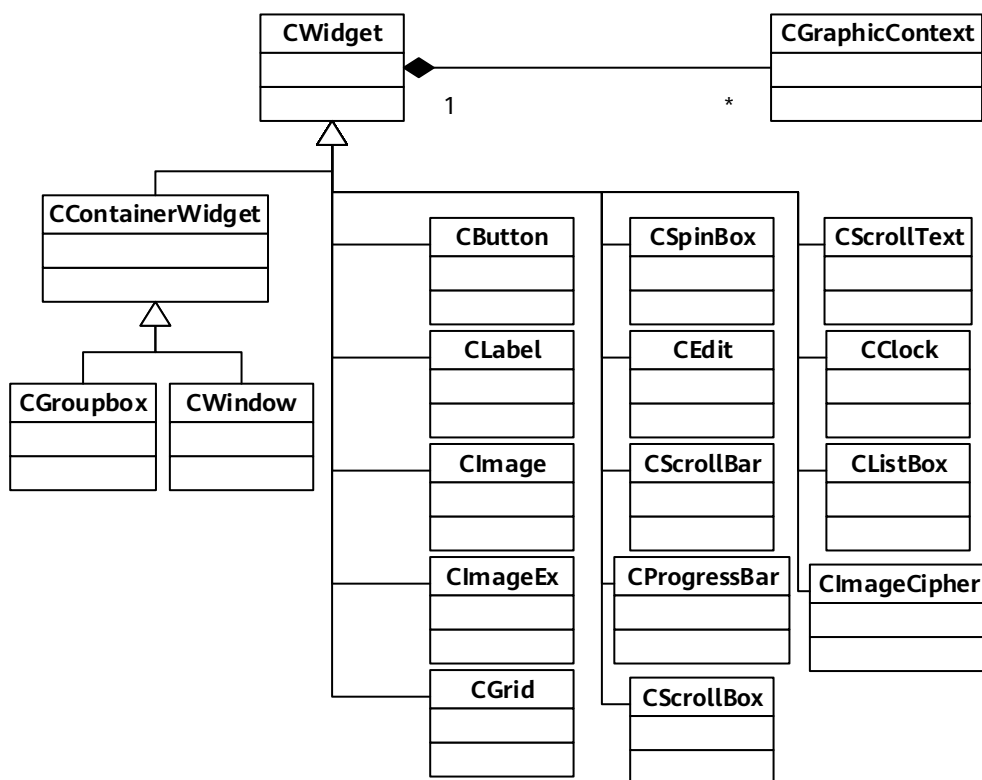 CWidget
CGraphicContext
1
*
CContainerWidget
CButton
CSpinBox
CScrollText
CLabel
CEdit
CClock
CGroupbox
CWindow
CImage
CScrollBar
CListBox
CImageEx
CProgressBar
CImageCipher
CGrid
CScrollBox